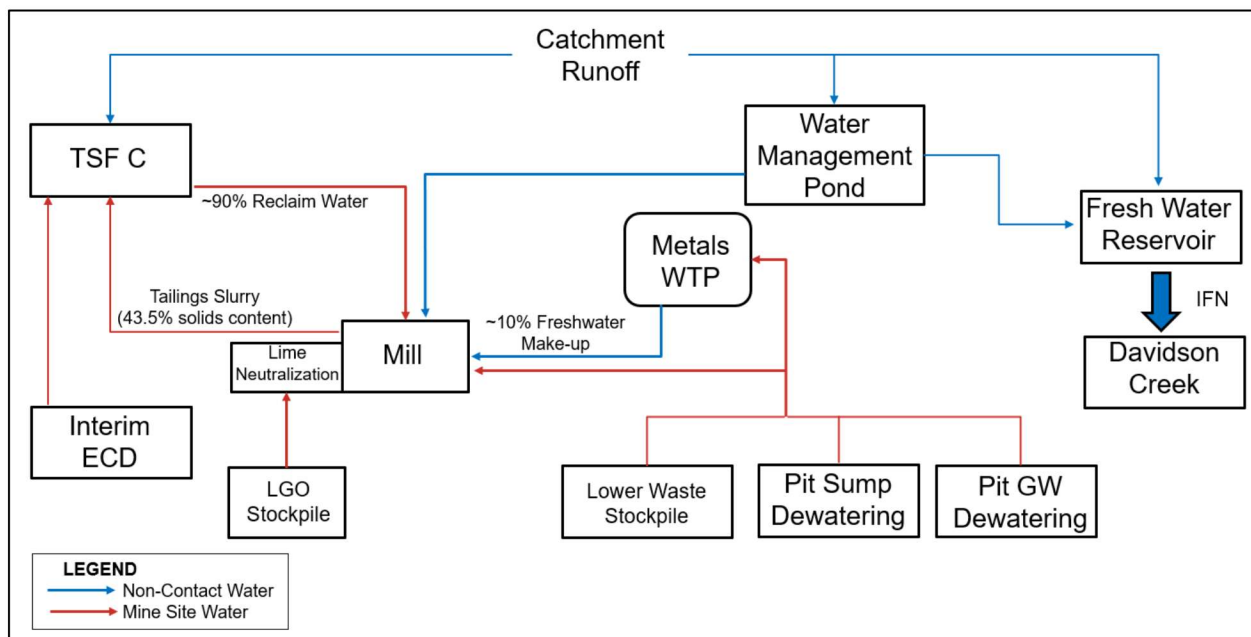 Catchment
Runoff
TSF C
Water
Management
Pond
~90% Reclaim Water
Fresh Water
Reservoir
Metals
WTP
IFN
Tailings Slurry
(43.5% solids content)
~10% Freshwater
Make-up
Lime
Neutralization
Mill
Davidson
Creek
Interim
ECD
LGO
Stockpile
Lower Waste
Stockpile
Pit Sump
Dewatering
Pit GW
Dewatering
LEGEND
Non-Contact Water
Mine Site Water